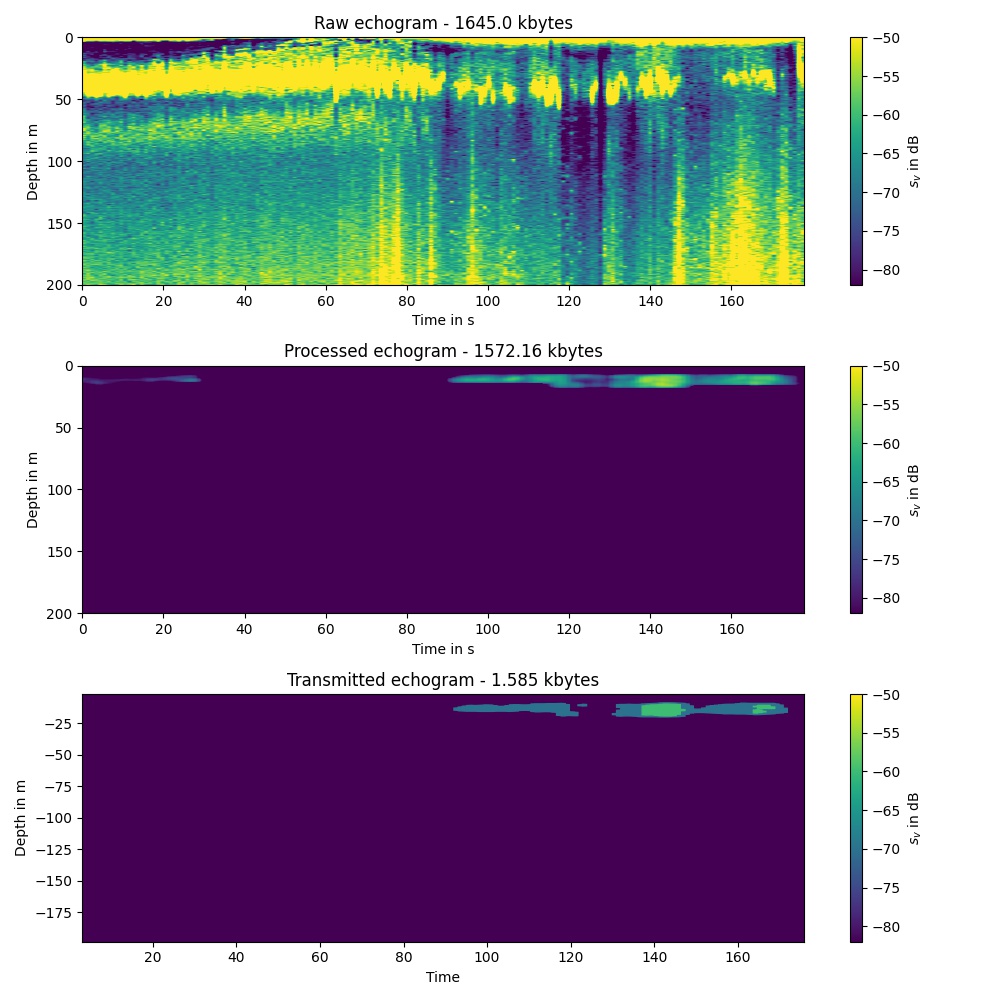 Raw echogram - 1645.0 kbytes
0
50
100
150
200
Depth in m
0 20 40 60 80 100 120 140 160
Time in s
−50
−55
−60
−65
−70
−75
−80
sv in dB
Processed echogram - 1572.16 kbytes
0
50
100
150
200
Depth in m
0 20 40 60 80 100 120 140 160
Time in s
−50
−55
−60
−65
−70
−75
−80
sv in dB
Transmitted echogram - 1.585 kbytes
−25
−50
−75
−100
−125
−150
−175
Depth in m
20 40 60 80 100 120 140 160
Time
−50
−55
−60
−65
−70
−75
−80
sv in dB